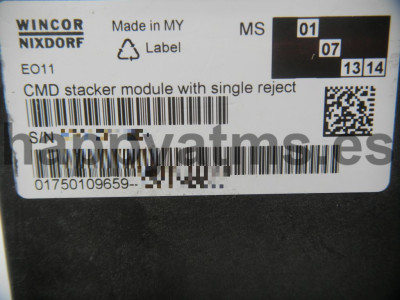 WINCOR
NIXDORF
Made in MY
Label
MS
01
07
13 14
EO11
CMD stacker module with single reject
S/N
happyatms.es
01750109659--